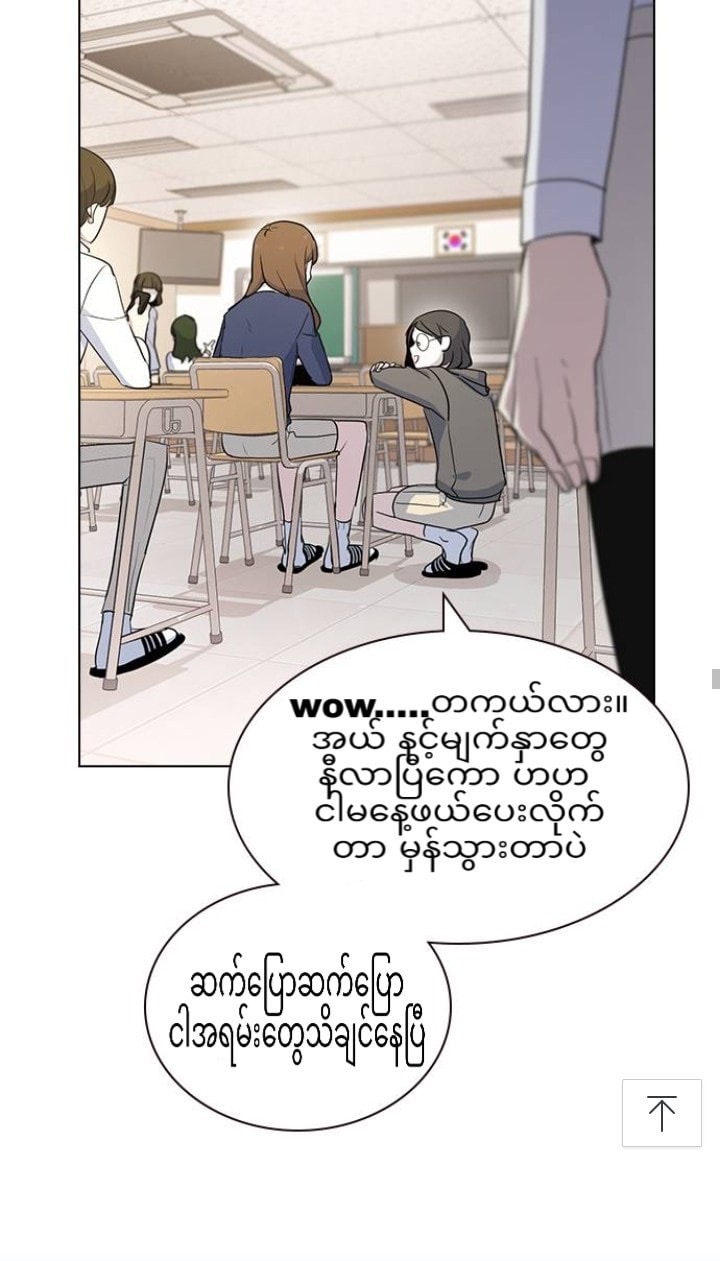 wow.....တကယ်လား။
အယ် နင့်မျက်နှာတွေ
နီလာပြီကော ဟဟ
ငါမနေ့ဖယ်ပေးလိုက်
တာ မှန်သွားတာပဲ
ဆက်ပြောဆက်ပြော
ငါအရမ်းတွေသိချင်နေပြီ